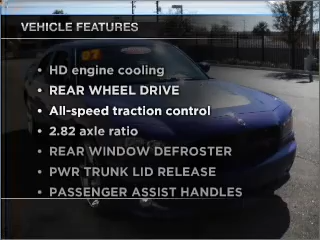 VEHICLE FEATURES
07
• HD engine cooling
• REAR WHEEL DRIVE
• All-speed traction control
• 2.82 axle ratio
• REAR WINDOW DEFROSTER
• PWR TRUNK LID RELEASE
• PASSENGER ASSIST HANDLES